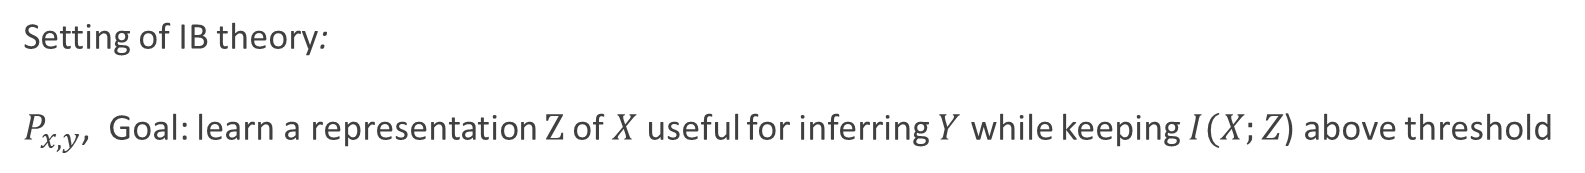 Setting of IB theory:
P_{x,y}, Goal: learn a representation Z of X useful for inferring Y while keeping I(X; Z) above threshold